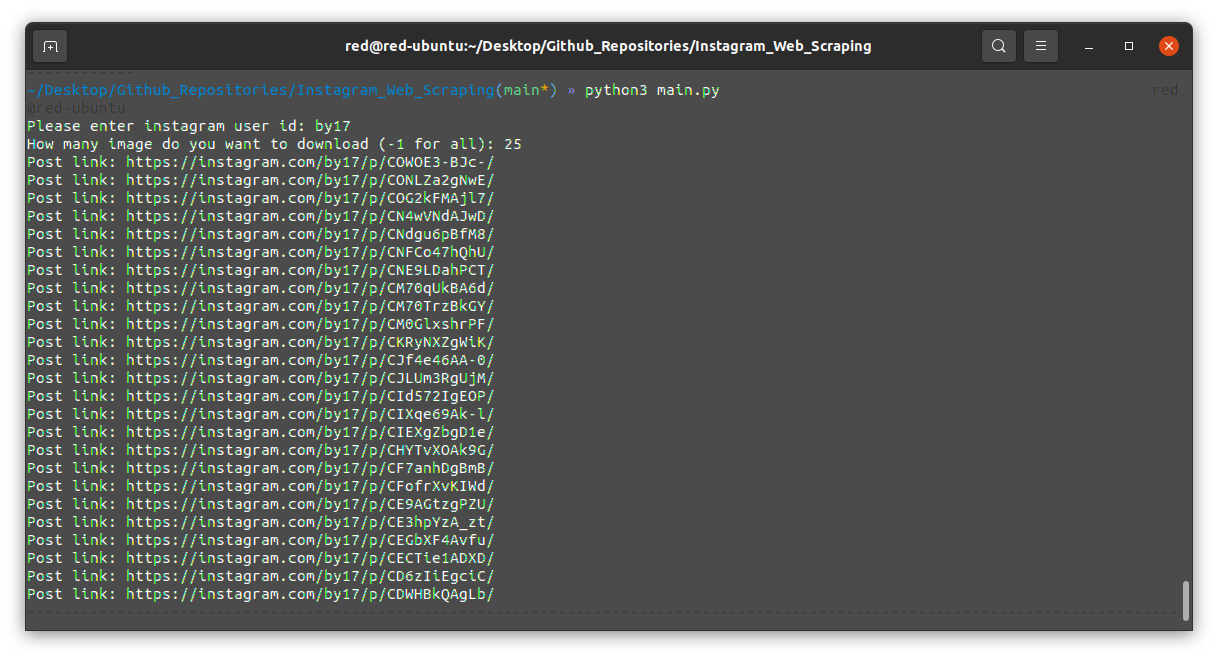 red@red-ubuntu:~/Desktop/Github_Repositories/Instagram_Web_Scraping
------------
~/Desktop/Github_Repositories/Instagram_Web_Scraping(main*) » python3 main.py red
@red-ubuntu
Please enter instagram user id: by17
How many image do you want to download (-1 for all): 25
Post link: https://instagram.com/by17/p/COWOE3-BJc-/
Post link: https://instagram.com/by17/p/CONLZa2gNwE/
Post link: https://instagram.com/by17/p/COG2kFMAjl7/
Post link: https://instagram.com/by17/p/CN4wVNdAJwD/
Post link: https://instagram.com/by17/p/CNdgu6pBfM8/
Post link: https://instagram.com/by17/p/CNFCo47hQhU/
Post link: https://instagram.com/by17/p/CNE9LDahPCT/
Post link: https://instagram.com/by17/p/CM70qUkBA6d/
Post link: https://instagram.com/by17/p/CM70TrzBkGY/
Post link: https://instagram.com/by17/p/CM0GlxshrPF/
Post link: https://instagram.com/by17/p/CKRyNXZgWiK/
Post link: https://instagram.com/by17/p/CJf4e46AA-0/
Post link: https://instagram.com/by17/p/CJLUm3RgUjM/
Post link: https://instagram.com/by17/p/CId572IgEOP/
Post link: https://instagram.com/by17/p/CIXqe69Ak-l/
Post link: https://instagram.com/by17/p/CIEXgZbgD1e/
Post link: https://instagram.com/by17/p/CHYTvXOAk9G/
Post link: https://instagram.com/by17/p/CF7anhDgBmB/
Post link: https://instagram.com/by17/p/CFofrXvKIWd/
Post link: https://instagram.com/by17/p/CE9AGtzgPZU/
Post link: https://instagram.com/by17/p/CE3hpYzA_zt/
Post link: https://instagram.com/by17/p/CEGbXF4Avfu/
Post link: https://instagram.com/by17/p/CECTie1ADXD/
Post link: https://instagram.com/by17/p/CD6zIiEgciC/
Post link: https://instagram.com/by17/p/CDWHBkQAgLb/